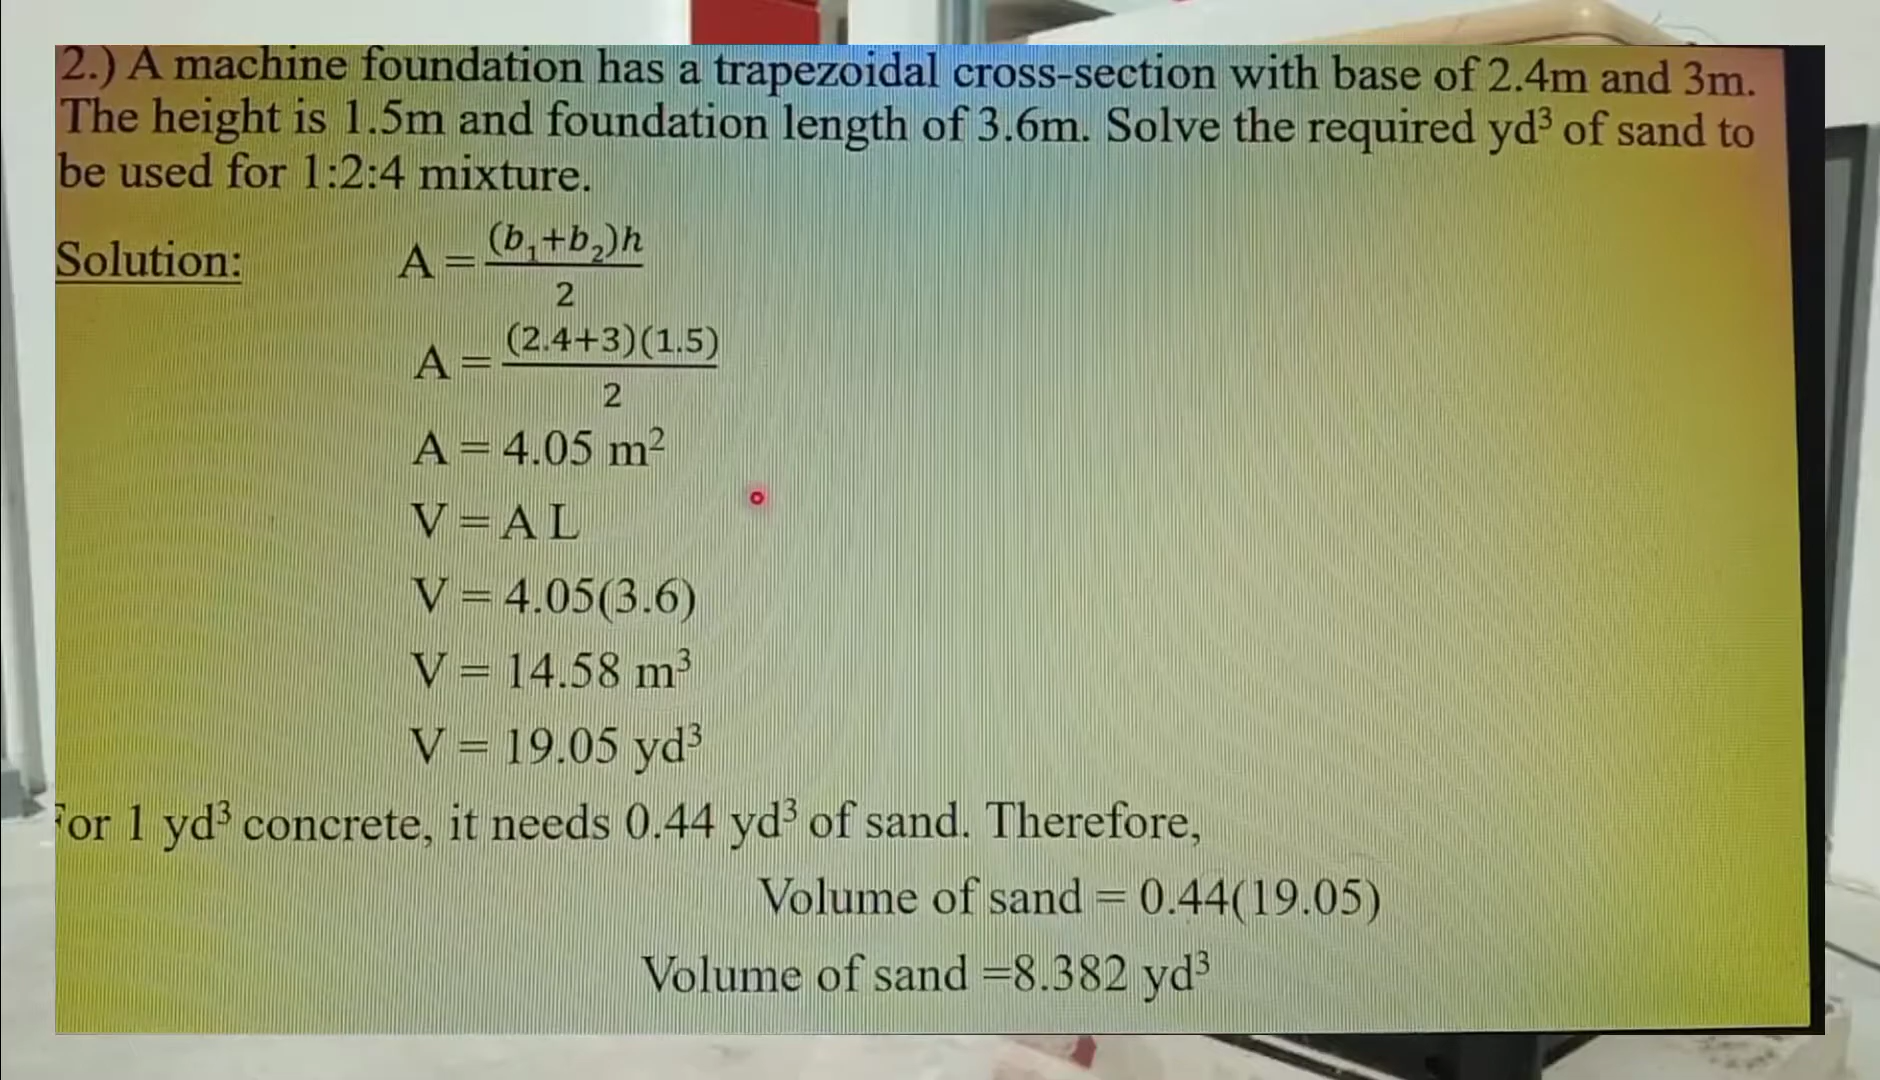 2.) A machine foundation has a trapezoidal cross-section with base of 2.4m and 3m.
The height is 1.5m and foundation length of 3.6m. Solve the required yd³ of sand to
be used for 1:2:4 mixture.
Solution:
A = (b₁+b₂)h / 2
A = (2.4+3)(1.5) / 2
A = 4.05 m²
V = A L
V = 4.05(3.6)
V = 14.58 m³
V = 19.05 yd³
For 1 yd³ concrete, it needs 0.44 yd³ of sand. Therefore,
Volume of sand = 0.44(19.05)
Volume of sand =8.382 yd³